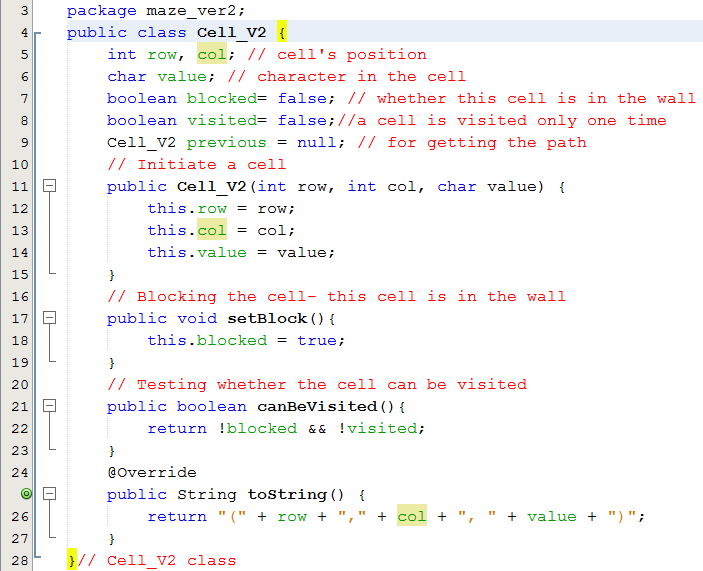 3 package maze_ver2;
4 public class Cell_V2 {
5 int row, col; // cell's position
6 char value; // character in the cell
7 boolean blocked= false; // whether this cell is in the wall
8 boolean visited= false;//a cell is visited only one time
9 Cell_V2 previous = null; // for getting the path
10 // Initiate a cell
11 public Cell_V2(int row, int col, char value) {
12 this.row = row;
13 this.col = col;
14 this.value = value;
15 }
16 // Blocking the cell- this cell is in the wall
17 public void setBlock(){
18 this.blocked = true;
19 }
20 // Testing whether the cell can be visited
21 public boolean canBeVisited(){
22 return !blocked && !visited;
23 }
24 @Override
public String toString() {
26 return "(" + row + "," + col + ", " + value + ")";
27 }
28 }// Cell_V2 class